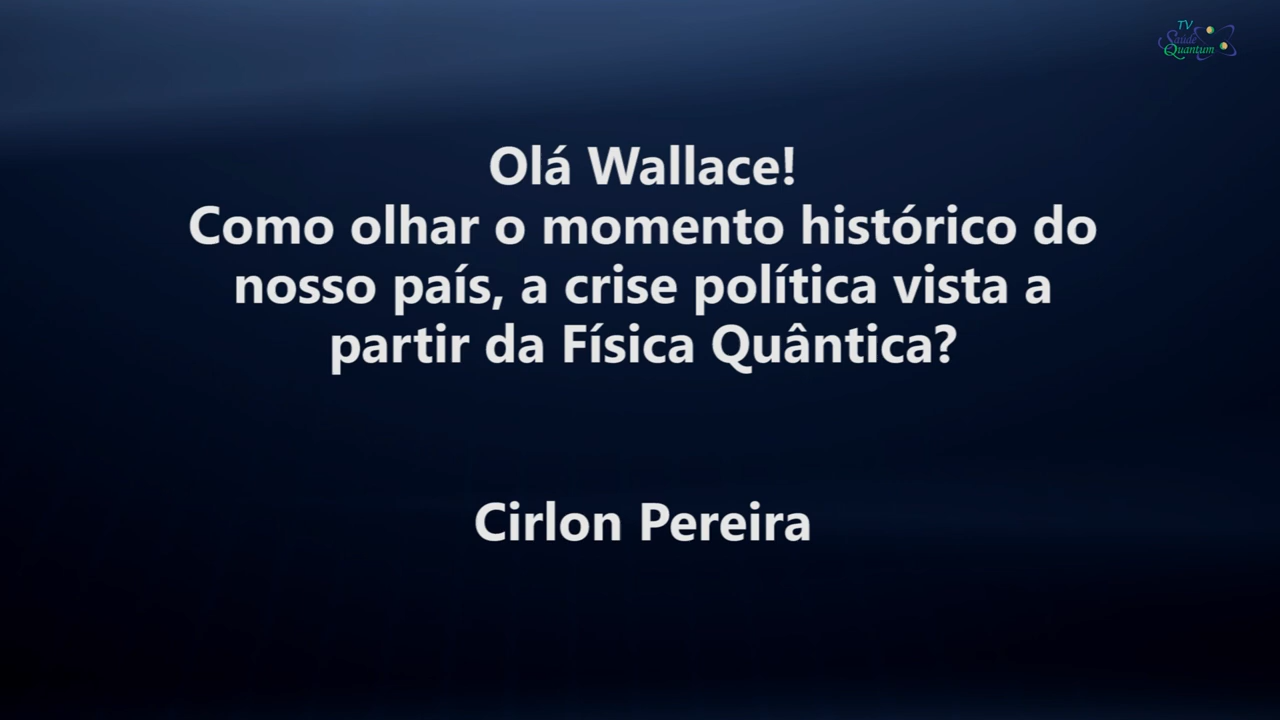 TV
Saúde
Quantum
Olá Wallace!
Como olhar o momento histórico do
nosso país, a crise política vista a
partir da Física Quântica?
Cirlon Pereira